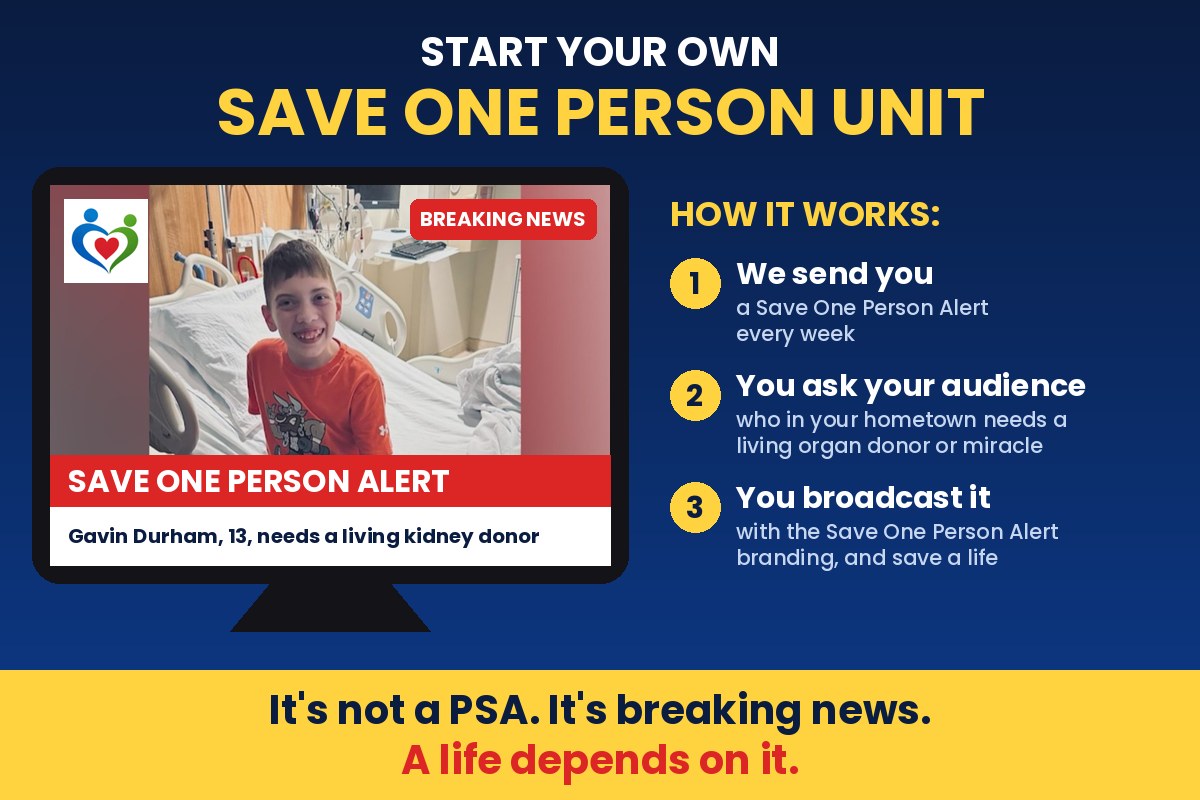 START YOUR OWN
SAVE ONE PERSON UNIT
BREAKING NEWS
SAVE ONE PERSON ALERT
Gavin Durham, 13, needs a living kidney donor
HOW IT WORKS:
1
We send you
a Save One Person Alert
every week
2
You ask your audience
who in your hometown needs a
living organ donor or miracle
3
You broadcast it
with the Save One Person Alert
branding, and save a life
It's not a PSA. It's breaking news.
A life depends on it.